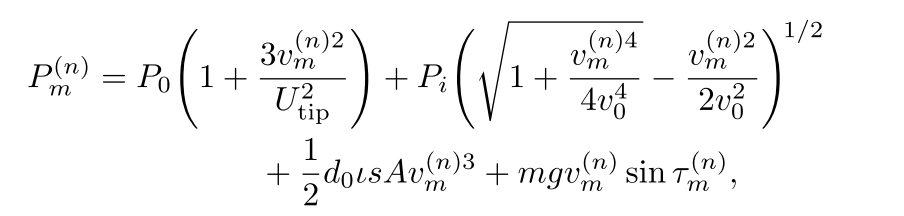 P_m^{(n)} = P_0 \left( 1 + \frac{3v_m^{(n)2}}{U_{\text{tip}}^2} \right) + P_i \left( \sqrt{1 + \frac{v_m^{(n)4}}{4v_0^4}} - \frac{v_m^{(n)2}}{2v_0^2} \right)^{1/2}
+ \frac{1}{2} d_0 \iota s A v_m^{(n)3} + mg v_m^{(n)} \sin \tau_m^{(n)},